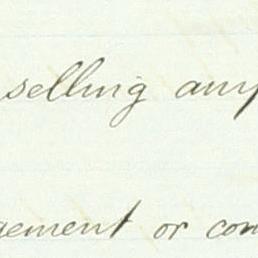 selling any
gement or con